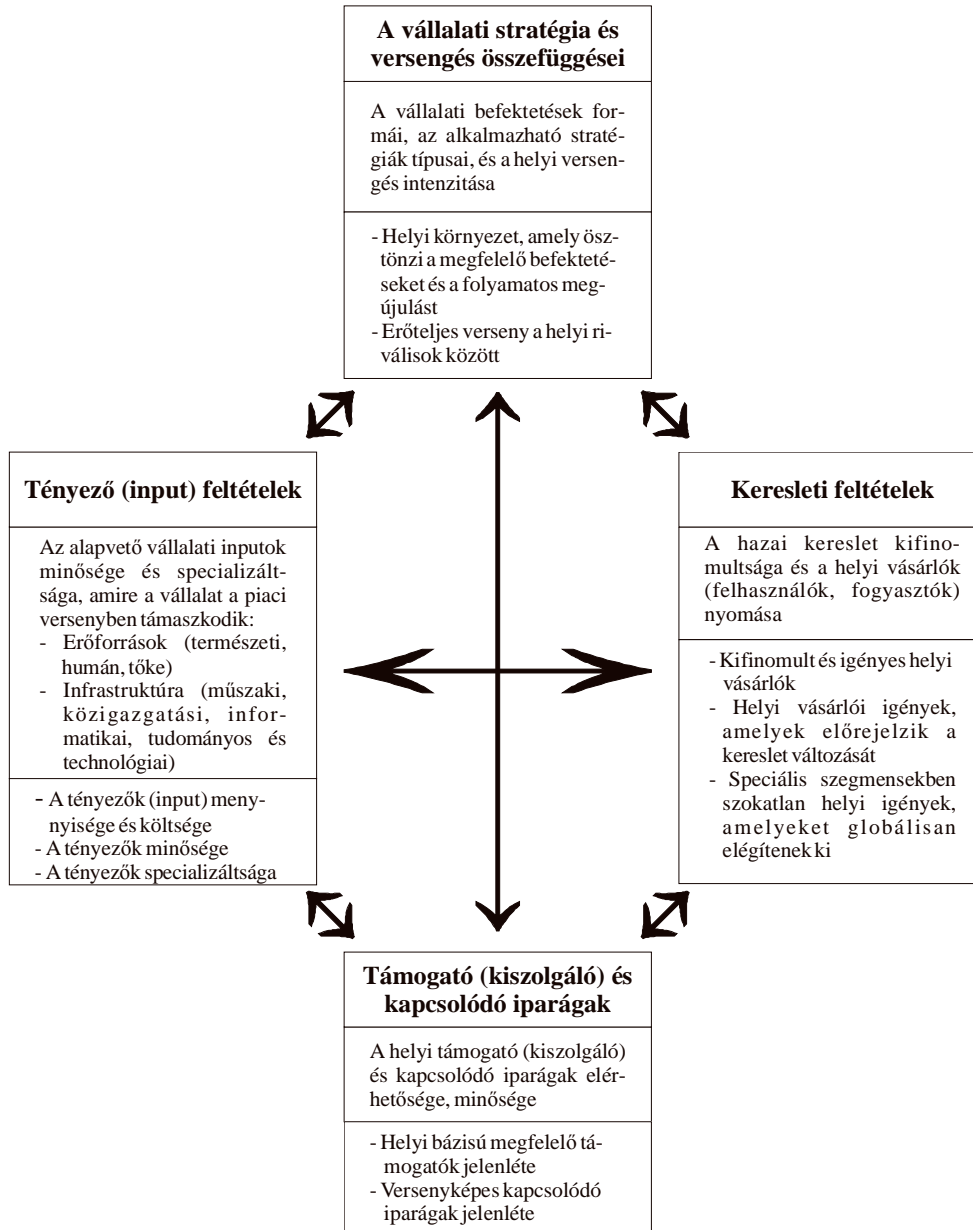 A vállalati stratégia és
versengés összefüggései
A vállalati befektetések for-
mái, az alkalmazható straté-
giák típusai, és a helyi versen-
gés intenzitása
- Helyi környezet, amely ösz-
tönzi a megfelelő befekteté-
seket és a folyamatos meg-
újulást
- Erőteljes verseny a helyi ri-
válisok között
Tényező (input) feltételek
Az alapvető vállalati inputok
minősége és specializált-
sága, amire a vállalat a piaci
versenyben támaszkodik:
- Erőforrások (természeti,
humán, tőke)
- Infrastruktúra (műszaki,
közigazgatási, infor-
matikai, tudományos és
technológiai)
- A tényezők (input) meny-
nyisége és költsége
- A tényezők minősége
- A tényezők specializáltsága
Keresleti feltételek
A hazai kereslet kifino-
multsága és a helyi vásárlók
(felhasználók, fogyasztók)
nyomása
- Kifinomult és igényes helyi
vásárlók
- Helyi vásárlói igények,
amelyek előrejelzik a
kereslet változását
- Speciális szegmensekben
szokatlan helyi igények,
amelyeket globálisan
elégítenek ki
Támogató (kiszolgáló) és
kapcsolódó iparágak
A helyi támogató (kiszolgáló)
és kapcsolódó iparágak elér-
hetősége, minősége
- Helyi bázisú megfelelő tá-
mogatók jelenléte
- Versenyképes kapcsolódó
iparágak jelenléte